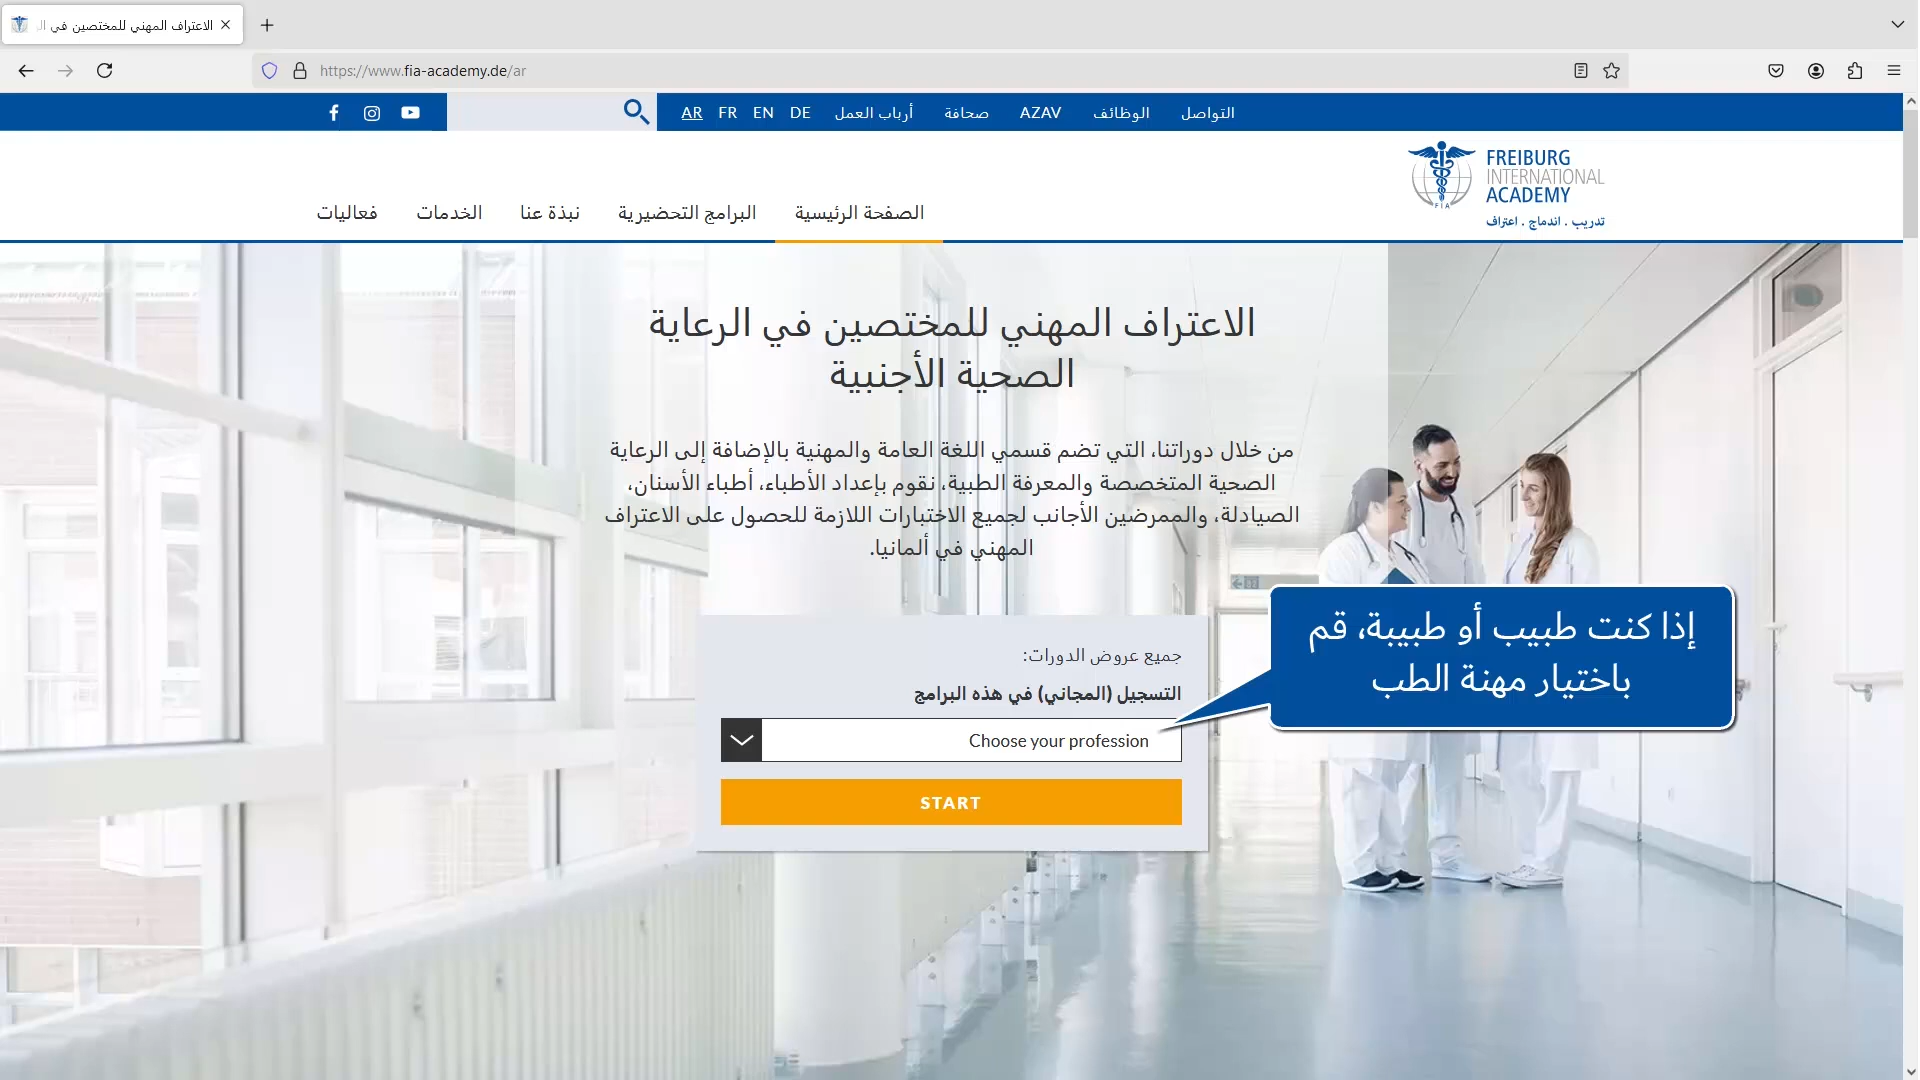 الاعتراف المهني للمختصين في ال
https://www.fia-academy.de/ar
AR FR EN DE أرباب العمل صحافة AZAV الوظائف التواصل
FREIBURG
INTERNATIONAL
ACADEMY
FIA
تدريب . اندماج . اعتراف
الصفحة الرئيسية البرامج التحضيرية نبذة عنا الخدمات فعاليات
الاعتراف المهني للمختصين في الرعاية
الصحية الأجنبية
من خلال دوراتنا، التي تضم قسمي اللغة العامة والمهنية بالإضافة إلى الرعاية
الصحية المتخصصة والمعرفة الطبية، نقوم بإعداد الأطباء، أطباء الأسنان،
الصيادلة، والممرضين الأجانب لجميع الاختبارات اللازمة للحصول على الاعتراف
المهني في ألمانيا.
إذا كنت طبيب أو طبيبة، قم
باختيار مهنة الطب
جميع عروض الدورات:
التسجيل (المجاني) في هذه البرامج
Choose your profession
START